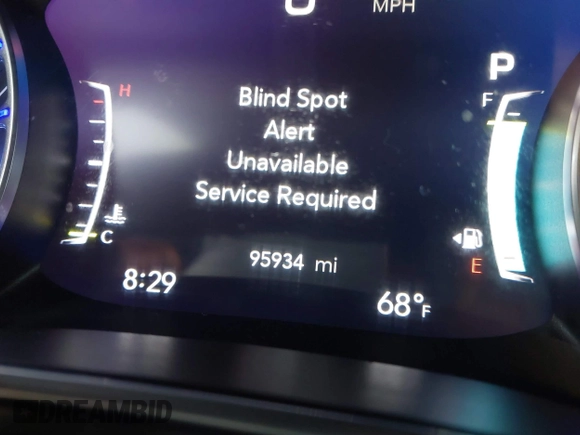 MPH
P
H
F
Blind Spot
Alert
Unavailable
Service Required
C
E
95934 mi
8:29
68°F
DREAMBID